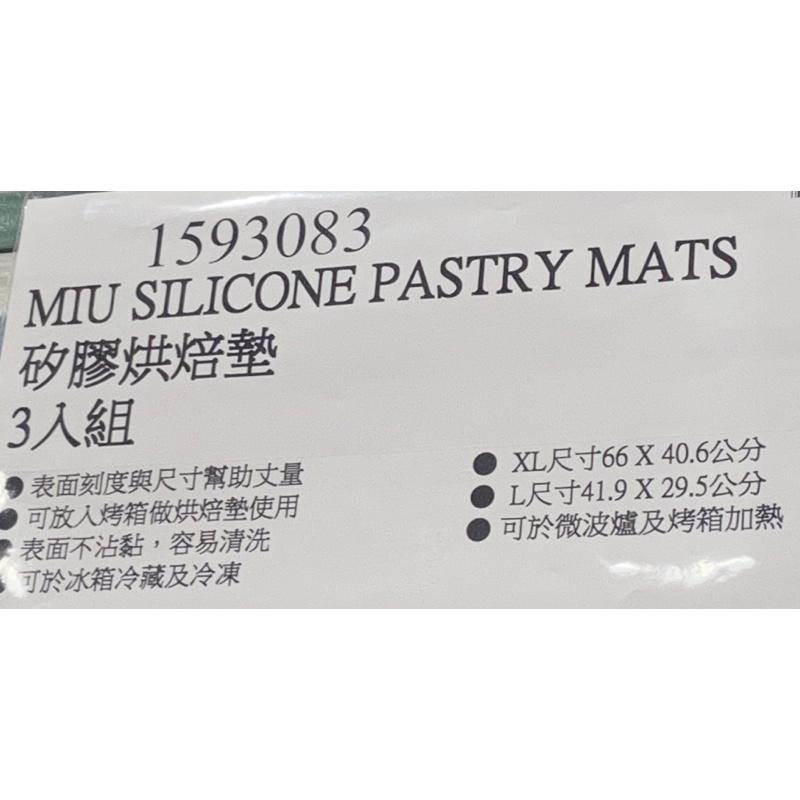 1593083
MIU SILICONE PASTRY MATS
矽膠烘焙墊
3入組
● 表面刻度與尺寸幫助丈量
● 可放入烤箱做烘焙墊使用
● 表面不沾黏，容易清洗
● 可於冰箱冷藏及冷凍
● XL尺寸66 X 40.6公分
● L尺寸41.9 X 29.5公分
● 可於微波爐及烤箱加熱